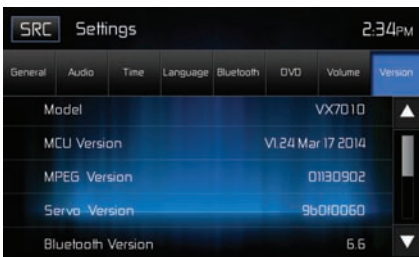 SRC Settings 2:34PM
General Audio Time Language Bluetooth DVD Volume Version
Model VX7010
MCU Version V1.24 Mar 17 2014
MPEG Version 01130902
Servo Version 9b0f0060
Bluetooth Version 6.6